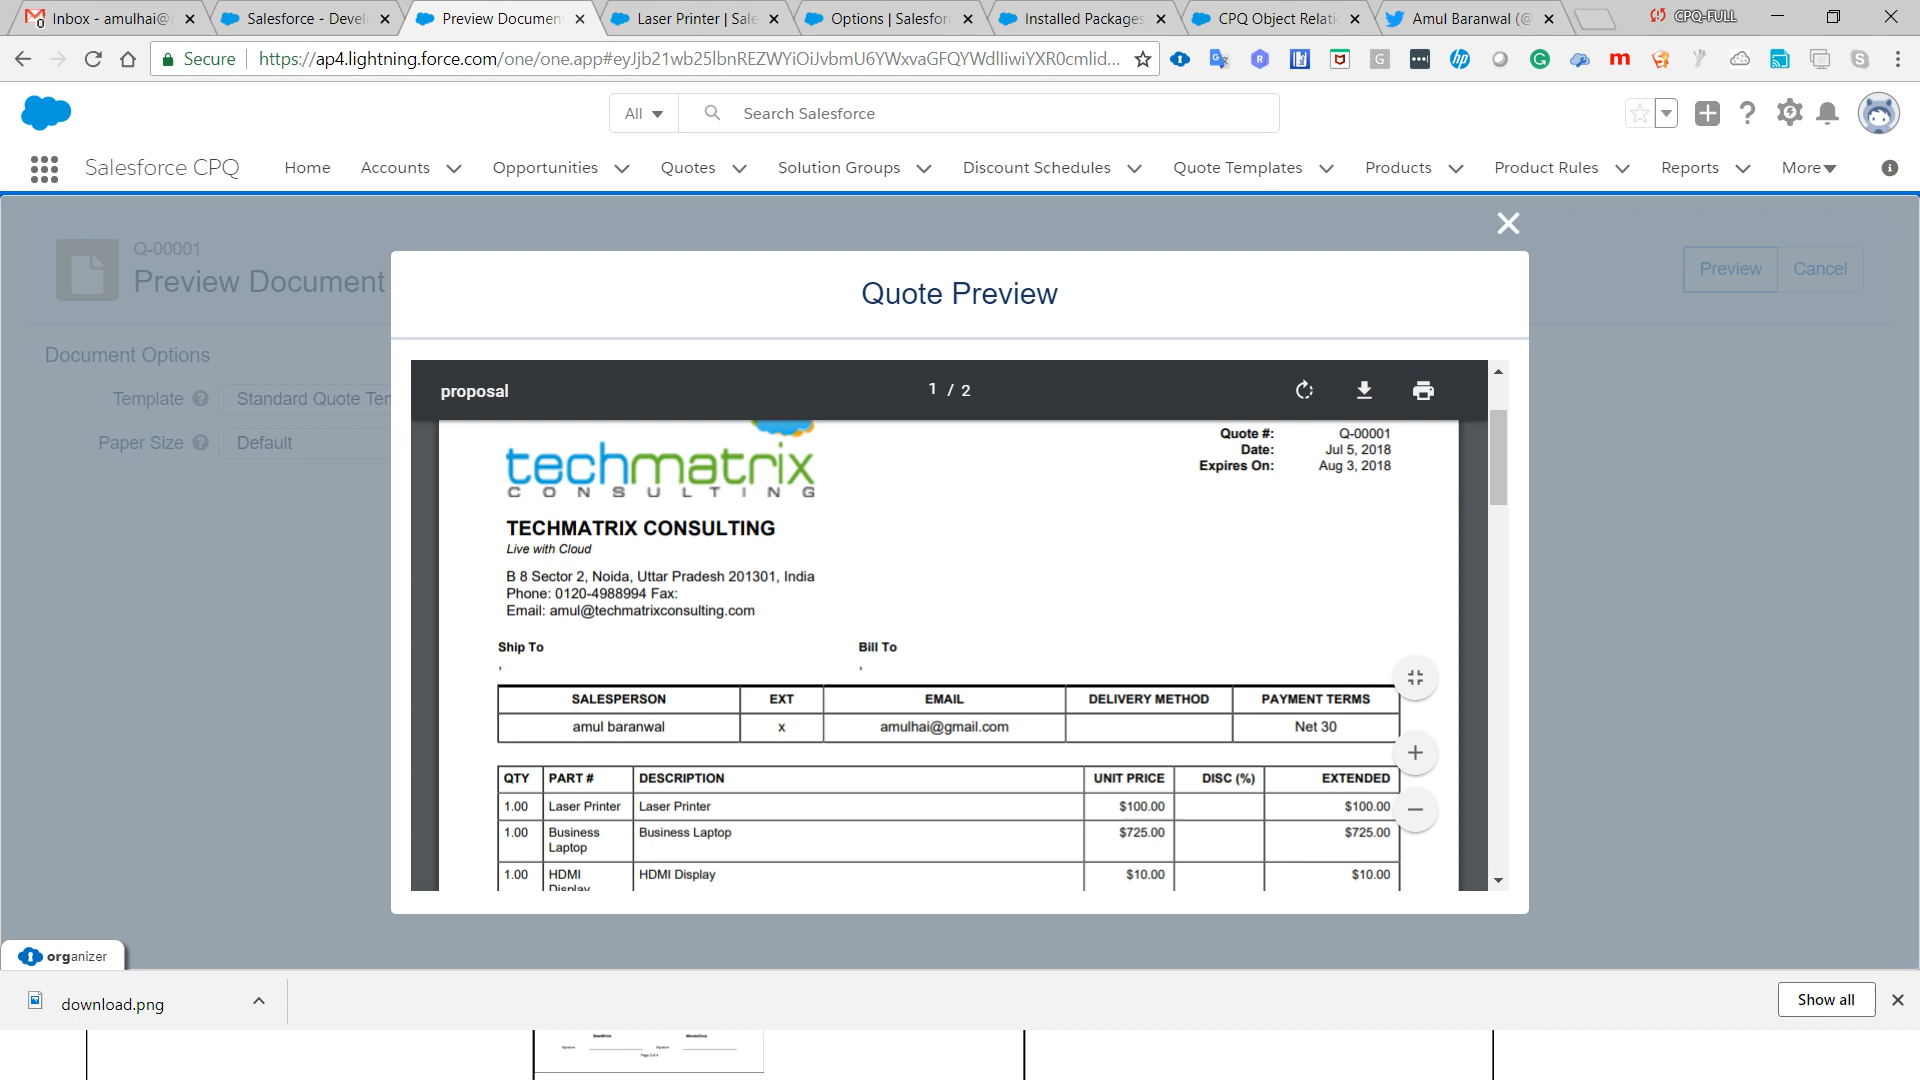 Inbox - amulhai@
Salesforce - Devel
Preview Documen
Laser Printer | Sale
Options | Salesfor
Installed Packages
CPQ Object Relati
Amul Baranwal (@
CPQ-FULL
Secure
https://ap4.lightning.force.com/one/one.app#eyJjb21wb25lbnREZWYiOiJvbmU6YWxvaGFQYWdlIiwiYXR0cmlid...
All
Search Salesforce
Salesforce CPQ
Home
Accounts
Opportunities
Quotes
Solution Groups
Discount Schedules
Quote Templates
Products
Product Rules
Reports
More
Q-00001
Preview Document
Preview
Cancel
Document Options
Template
Standard Quote Tem
Paper Size
Default
Quote Preview
proposal
1 / 2
techmatrix
CONSULTING
Quote #: Q-00001
Date: Jul 5, 2018
Expires On: Aug 3, 2018
TECHMATRIX CONSULTING
Live with Cloud
B 8 Sector 2, Noida, Uttar Pradesh 201301, India
Phone: 0120-4988994 Fax:
Email: amul@techmatrixconsulting.com
Ship To
,
Bill To
,
SALESPERSON EXT EMAIL DELIVERY METHOD PAYMENT TERMS
amul baranwal x amulhai@gmail.com Net 30
QTY PART # DESCRIPTION UNIT PRICE DISC (%) EXTENDED
1.00 Laser Printer Laser Printer $100.00 $100.00
1.00 Business Laptop Business Laptop $725.00 $725.00
1.00 HDMI Display HDMI Display $10.00 $10.00
organizer
download.png
Show all